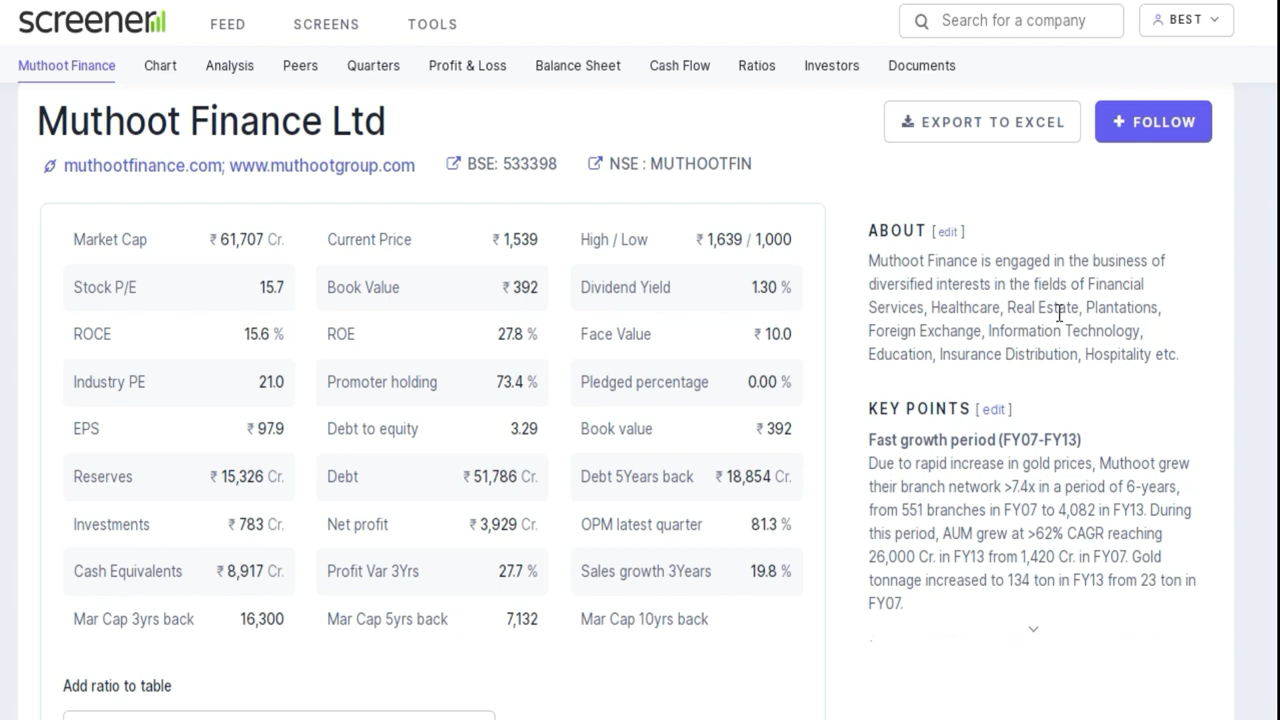 screener
FEED
SCREENS
TOOLS
Search for a company
BEST
Muthoot Finance
Chart
Analysis
Peers
Quarters
Profit & Loss
Balance Sheet
Cash Flow
Ratios
Investors
Documents
Muthoot Finance Ltd
EXPORT TO EXCEL
+ FOLLOW
muthootfinance.com; www.muthootgroup.com
BSE: 533398
NSE : MUTHOOTFIN
Market Cap ₹ 61,707 Cr.
Current Price ₹ 1,539
High / Low ₹ 1,639 / 1,000
Stock P/E 15.7
Book Value ₹ 392
Dividend Yield 1.30 %
ROCE 15.6 %
ROE 27.8 %
Face Value ₹ 10.0
Industry PE 21.0
Promoter holding 73.4 %
Pledged percentage 0.00 %
EPS ₹ 97.9
Debt to equity 3.29
Book value ₹ 392
Reserves ₹ 15,326 Cr.
Debt ₹ 51,786 Cr.
Debt 5Years back ₹ 18,854 Cr.
Investments ₹ 783 Cr.
Net profit ₹ 3,929 Cr.
OPM latest quarter 81.3 %
Cash Equivalents ₹ 8,917 Cr.
Profit Var 3Yrs 27.7 %
Sales growth 3Years 19.8 %
Mar Cap 3yrs back 16,300
Mar Cap 5yrs back 7,132
Mar Cap 10yrs back
Add ratio to table
ABOUT [ edit ]
Muthoot Finance is engaged in the business of
diversified interests in the fields of Financial
Services, Healthcare, Real Estate, Plantations,
Foreign Exchange, Information Technology,
Education, Insurance Distribution, Hospitality etc.
KEY POINTS [ edit ]
Fast growth period (FY07-FY13)
Due to rapid increase in gold prices, Muthoot grew
their branch network >7.4x in a period of 6-years,
from 551 branches in FY07 to 4,082 in FY13. During
this period, AUM grew at >62% CAGR reaching
26,000 Cr. in FY13 from 1,420 Cr. in FY07. Gold
tonnage increased to 134 ton in FY13 from 23 ton in
FY07.